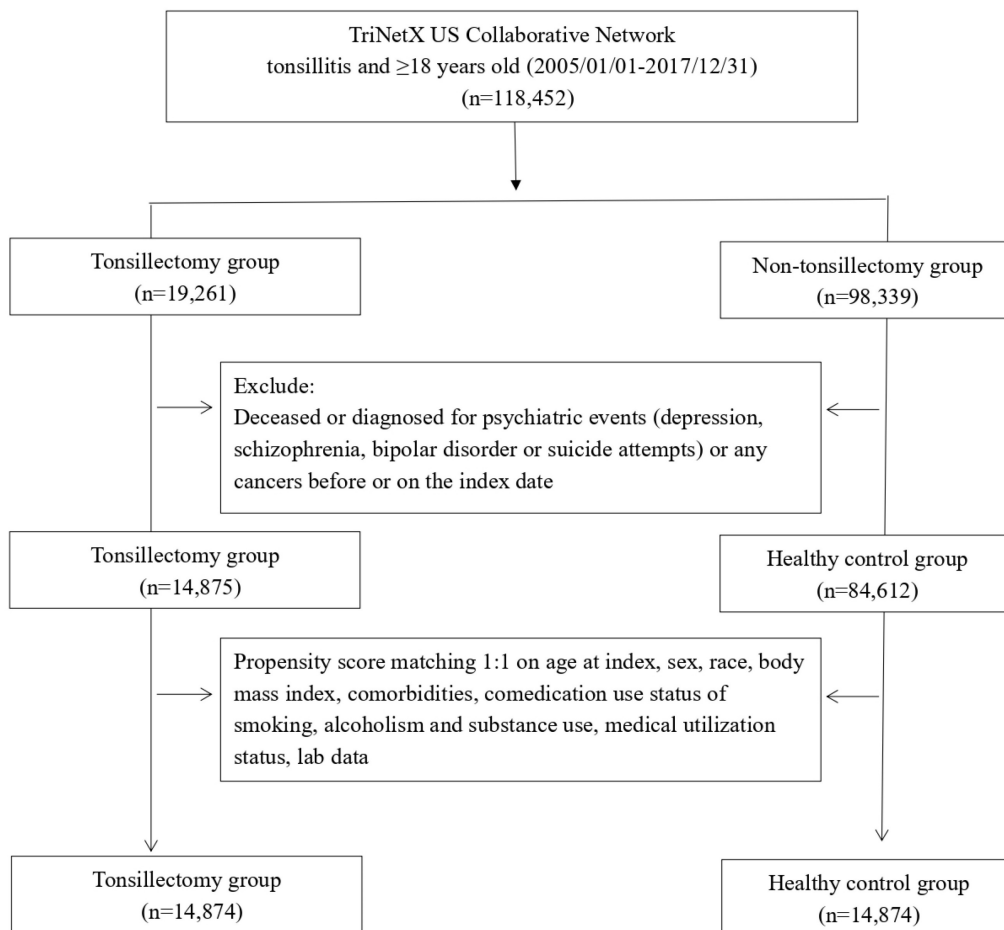 TriNetX US Collaborative Network
tonsillitis and ≥18 years old (2005/01/01-2017/12/31)
(n=118,452)
Tonsillectomy group
(n=19,261)
Non-tonsillectomy group
(n=98,339)
Exclude:
Deceased or diagnosed for psychiatric events (depression,
schizophrenia, bipolar disorder or suicide attempts) or any
cancers before or on the index date
Tonsillectomy group
(n=14,875)
Healthy control group
(n=84,612)
Propensity score matching 1:1 on age at index, sex, race, body
mass index, comorbidities, comedication use status of
smoking, alcoholism and substance use, medical utilization
status, lab data
Tonsillectomy group
(n=14,874)
Healthy control group
(n=14,874)